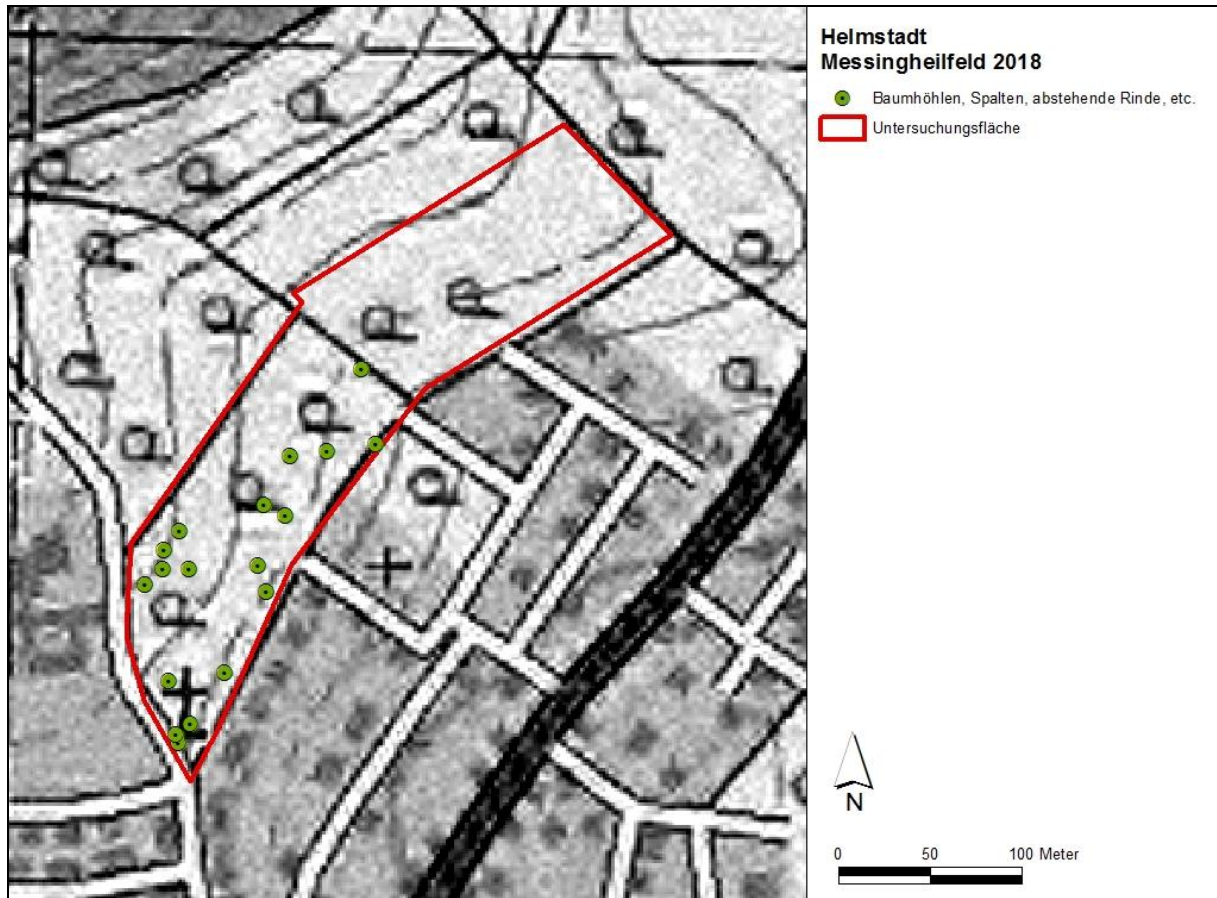 Helmstadt
Messingheilfeld 2018
Baumhöhlen, Spalten, abstehende Rinde, etc.
Untersuchungsfläche
N
0 50 100 Meter